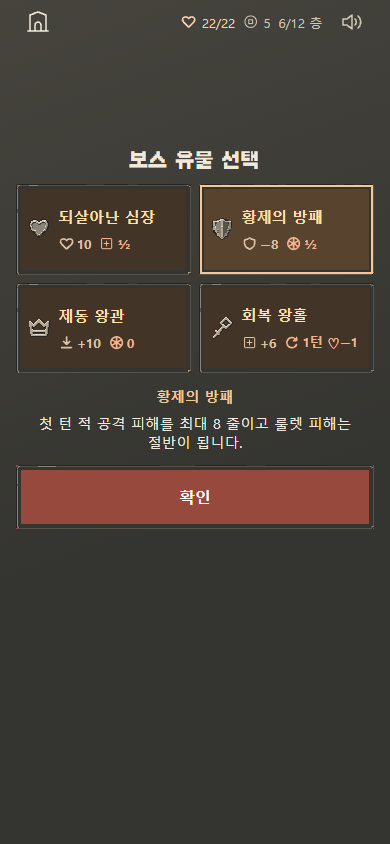 22/22 5 6/12 층
보스 유물 선택
되살아난 심장
10 ½
황제의 방패
−8 ½
제동 왕관
+10 0
회복 왕홀
+6 1턴 −1
황제의 방패
첫 턴 적 공격 피해를 최대 8 줄이고 룰렛 피해는
절반이 됩니다.
확인